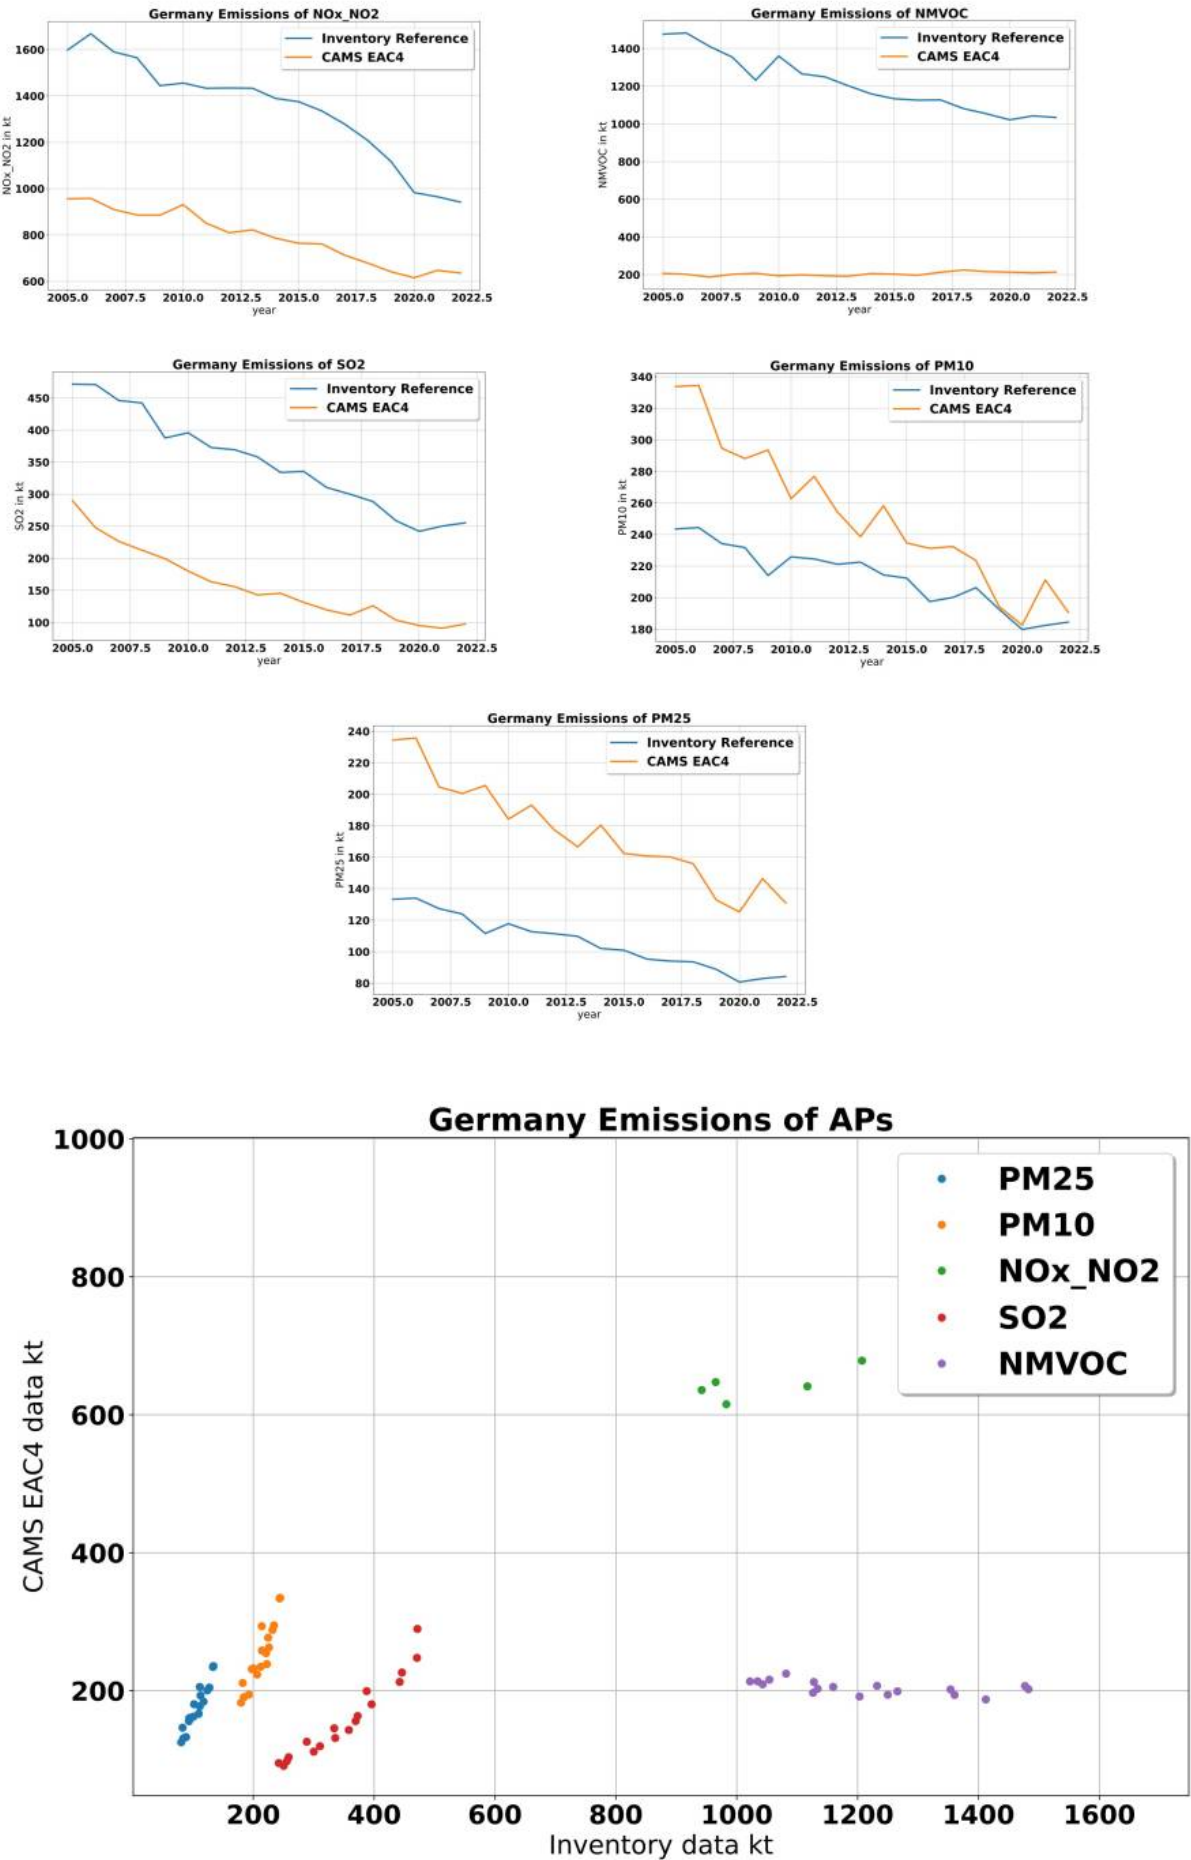 Germany Emissions of NOx_NO2
Inventory Reference
CAMS EAC4
1600
1400
1200
1000
800
600
NOx_NO2 in kt
2005.0 2007.5 2010.0 2012.5 2015.0 2017.5 2020.0 2022.5
year
Germany Emissions of NMVOC
Inventory Reference
CAMS EAC4
1400
1200
1000
800
600
400
200
NMVOC in kt
2005.0 2007.5 2010.0 2012.5 2015.0 2017.5 2020.0 2022.5
year
Germany Emissions of SO2
Inventory Reference
CAMS EAC4
450
400
350
300
250
200
150
100
SO2 in kt
2005.0 2007.5 2010.0 2012.5 2015.0 2017.5 2020.0 2022.5
year
Germany Emissions of PM10
Inventory Reference
CAMS EAC4
340
320
300
280
260
240
220
200
180
PM10 in kt
2005.0 2007.5 2010.0 2012.5 2015.0 2017.5 2020.0 2022.5
year
Germany Emissions of PM25
Inventory Reference
CAMS EAC4
240
220
200
180
160
140
120
100
80
PM25 in kt
2005.0 2007.5 2010.0 2012.5 2015.0 2017.5 2020.0 2022.5
year
Germany Emissions of APs
PM25
PM10
NOx_NO2
SO2
NMVOC
1000
800
600
400
200
CAMS EAC4 data kt
200 400 600 800 1000 1200 1400 1600
Inventory data kt